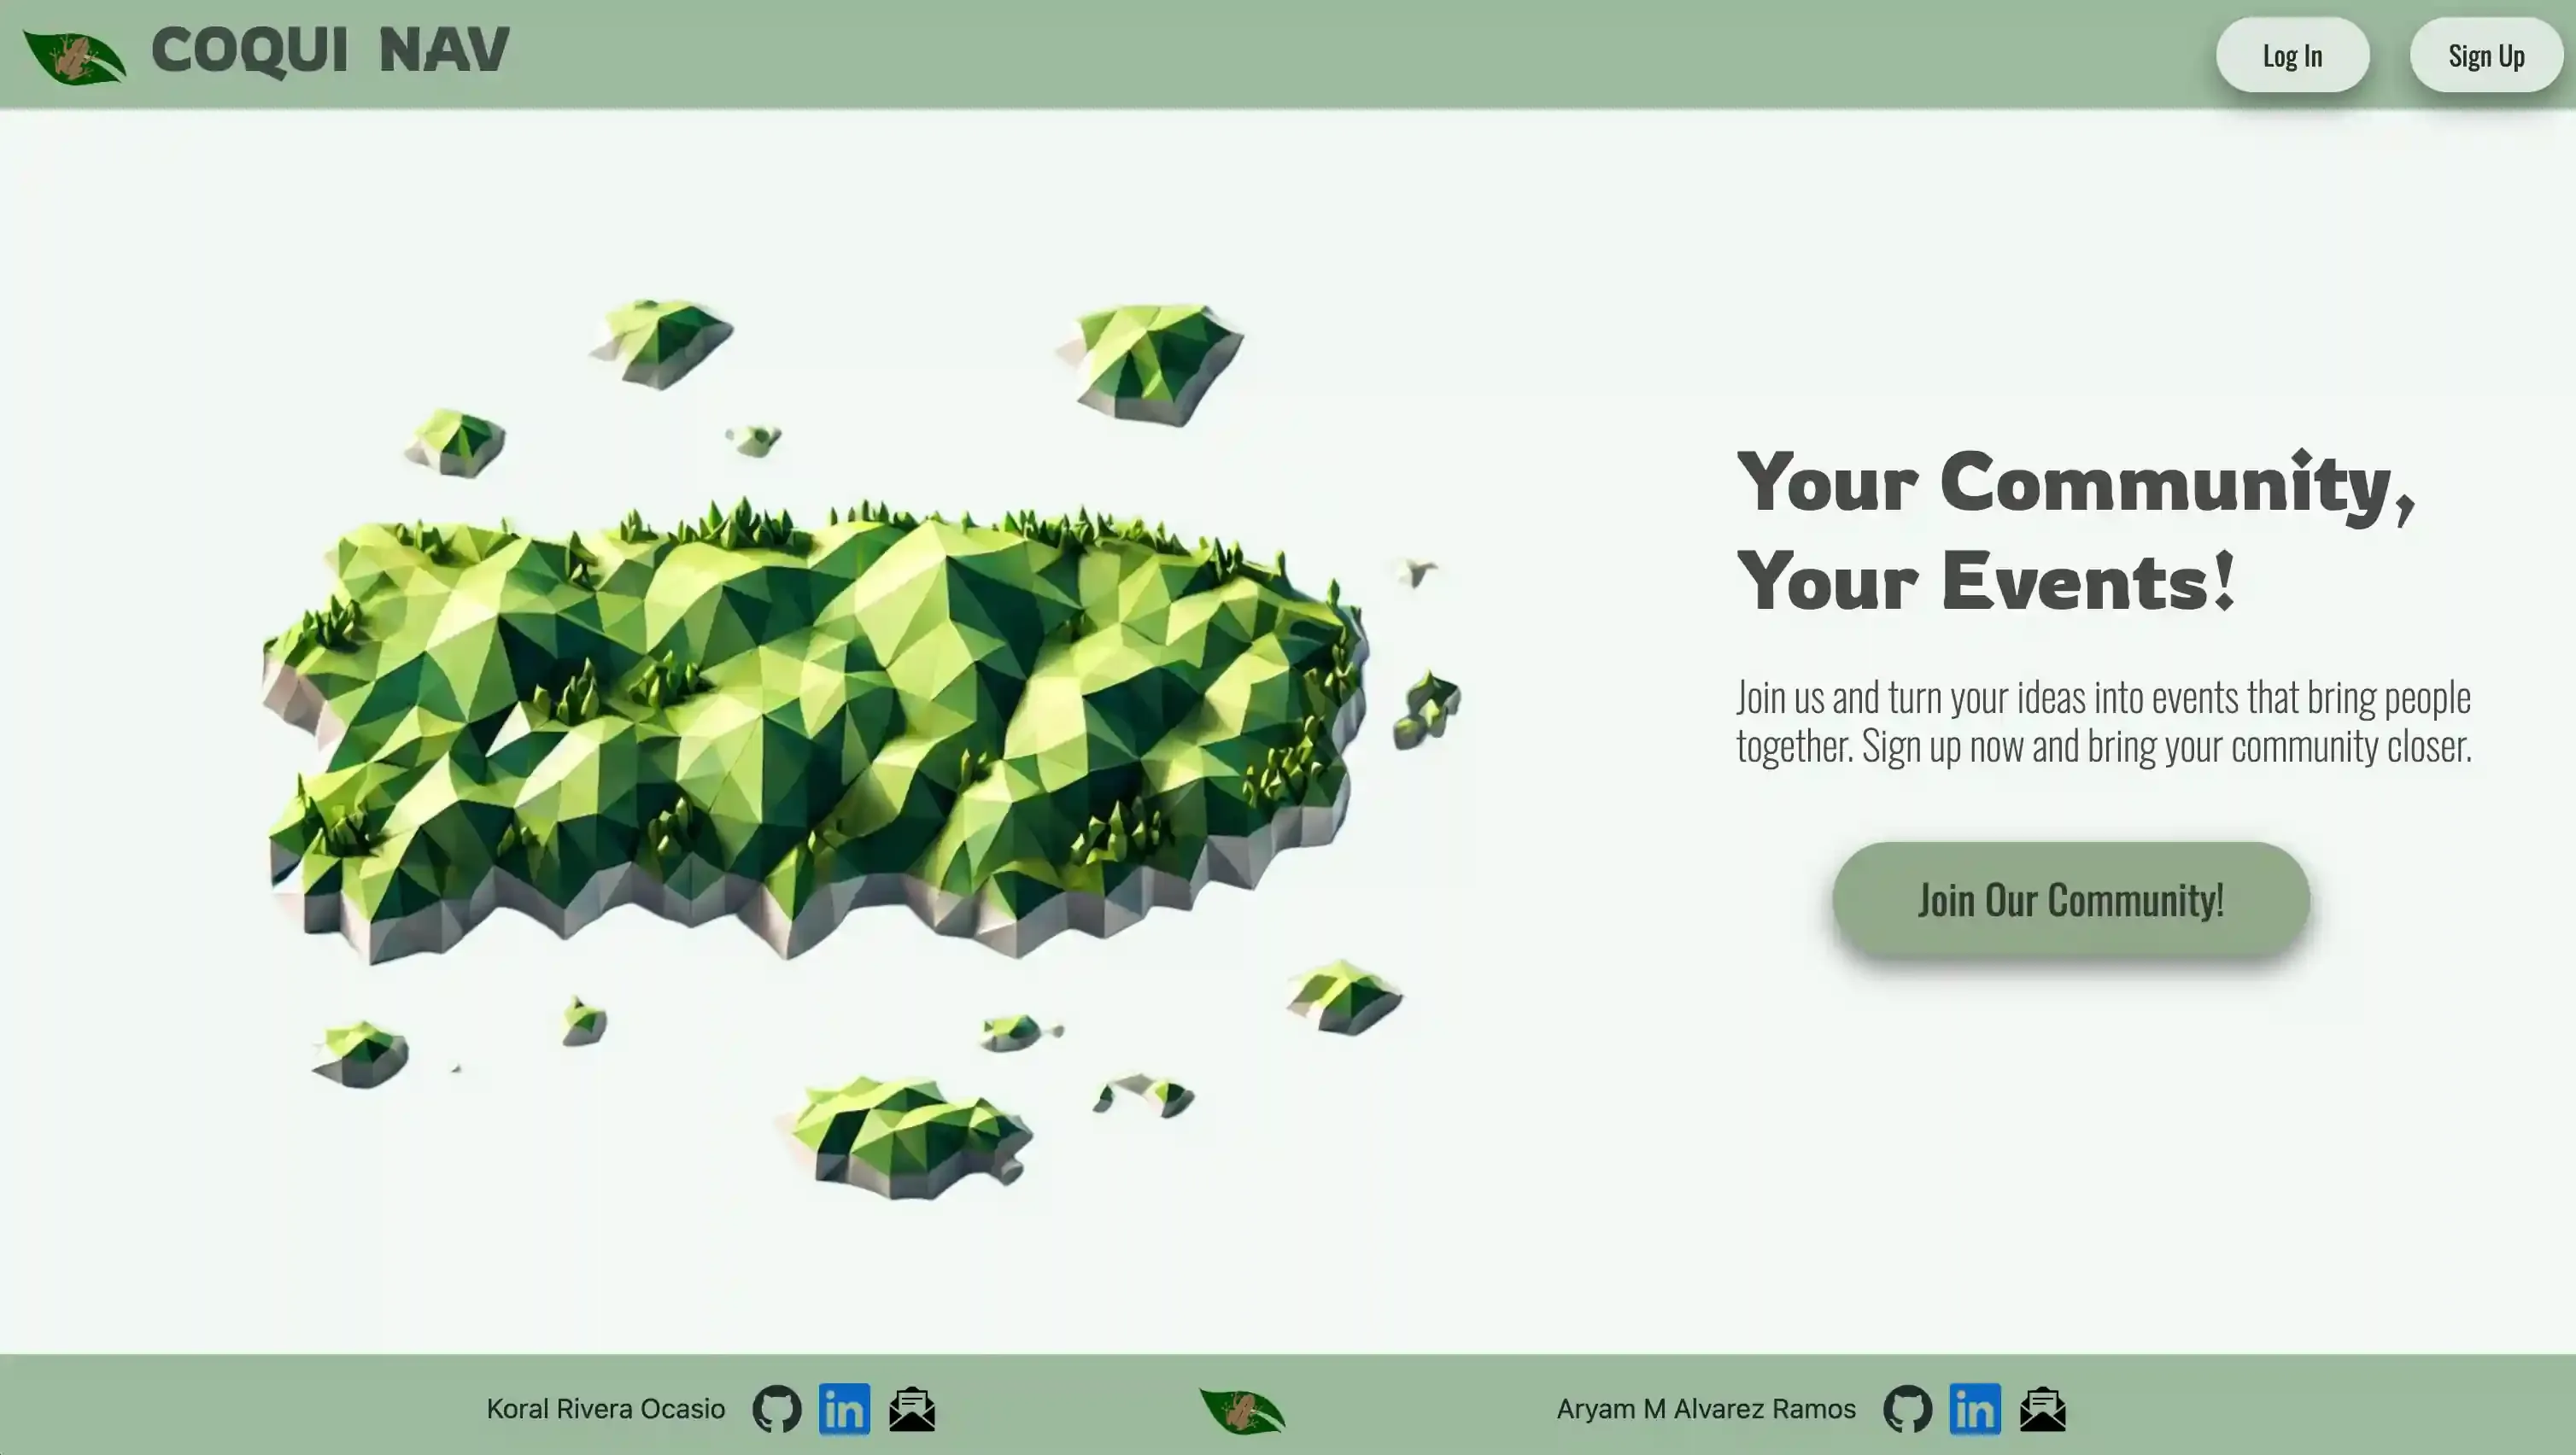 COQUI NAV
Log In
Sign Up
Your Community,
Your Events!
Join us and turn your ideas into events that bring people
together. Sign up now and bring your community closer.
Join Our Community!
Koral Rivera Ocasio
in
Aryam M Alvarez Ramos
in